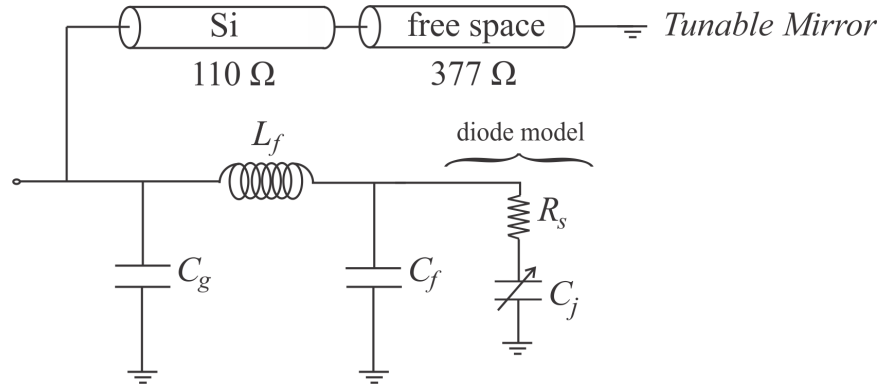 Si
free space
Tunable Mirror
110 Ω
377 Ω
L_f
diode model
R_s
C_g
C_f
C_j